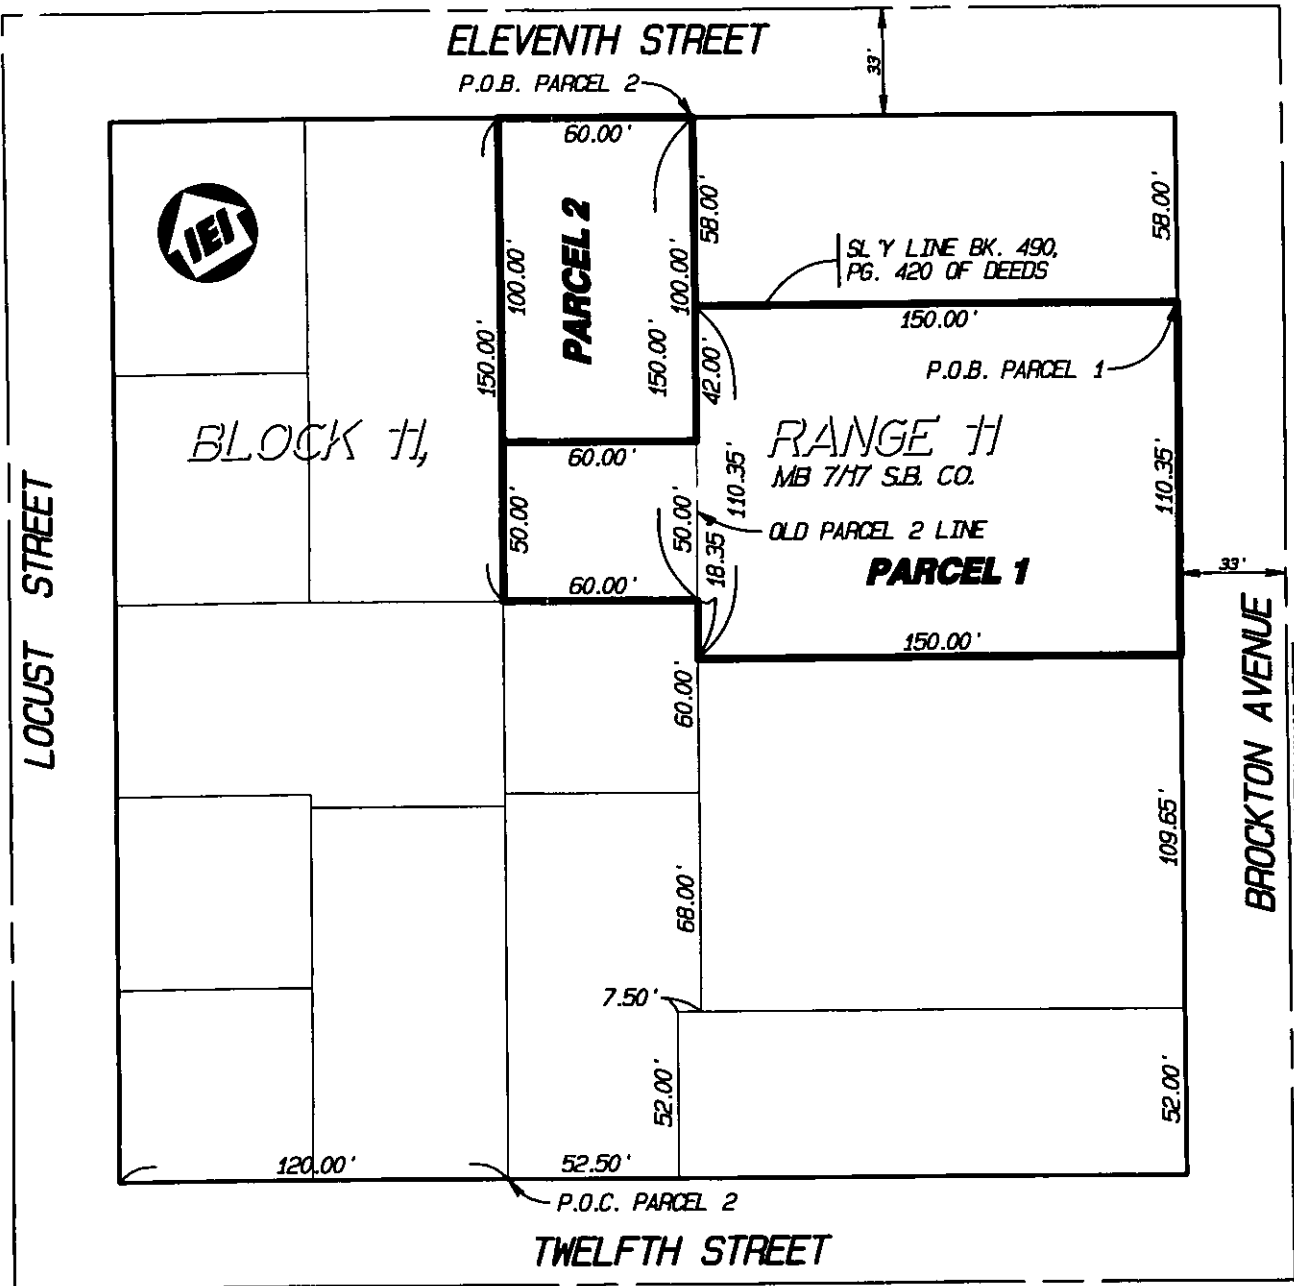 ELEVENTH STREET
33'
P.O.B. PARCEL 2
60.00'
58.00'
58.00'
IEI
PARCEL 2
100.00'
100.00'
SL'Y LINE BK. 490,
PG. 420 OF DEEDS
150.00'
150.00'
150.00'
42.00'
P.O.B. PARCEL 1
BLOCK 11,
RANGE 11
MB 7/17 S.B. CO.
60.00'
110.35'
110.35'
50.00'
50.00'
OLD PARCEL 2 LINE
18.35'
PARCEL 1
33'
60.00'
150.00'
LOCUST STREET
BROCKTON AVENUE
60.00'
109.65'
68.00'
7.50'
52.00'
52.00'
120.00'
52.50'
P.O.C. PARCEL 2
TWELFTH STREET